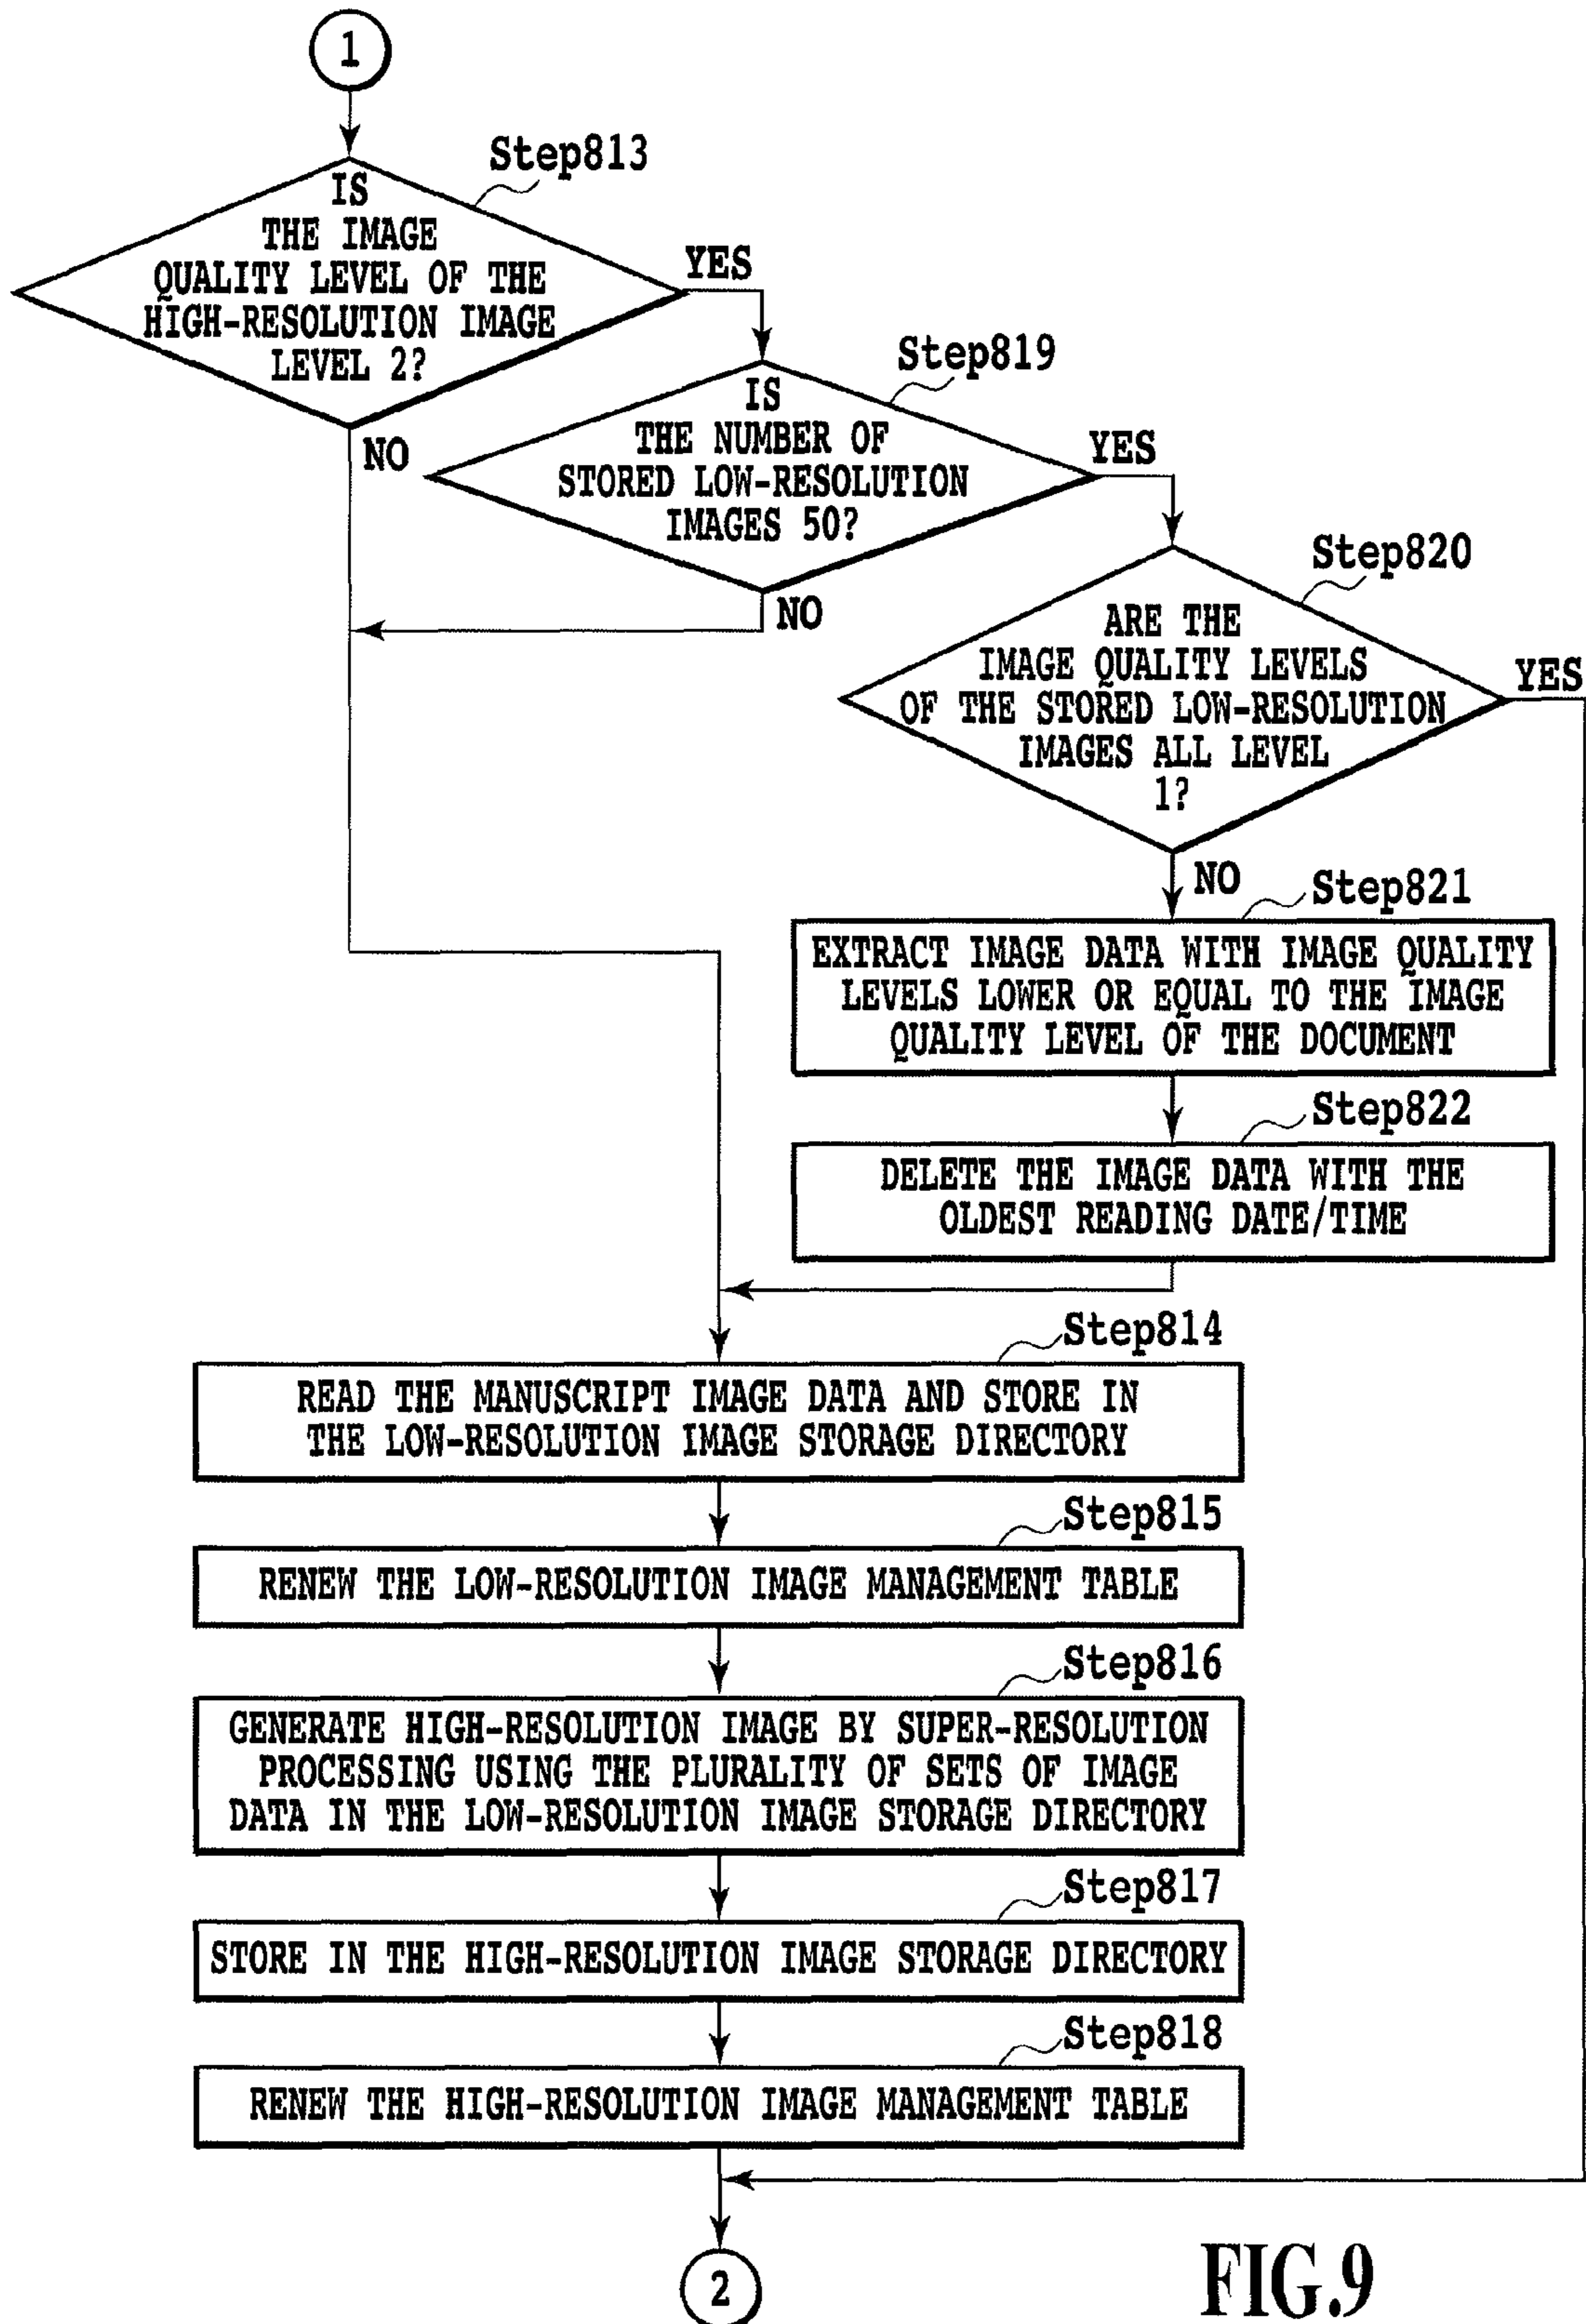 1
Step813
IS
THE IMAGE
QUALITY LEVEL OF THE
HIGH-RESOLUTION IMAGE
LEVEL 2?
YES
NO
Step819
IS
THE NUMBER OF
STORED LOW-RESOLUTION
IMAGES 50?
YES
NO
Step820
ARE THE
IMAGE QUALITY LEVELS
OF THE STORED LOW-RESOLUTION
IMAGES ALL LEVEL
1?
YES
NO
Step821
EXTRACT IMAGE DATA WITH IMAGE QUALITY
LEVELS LOWER OR EQUAL TO THE IMAGE
QUALITY LEVEL OF THE DOCUMENT
Step822
DELETE THE IMAGE DATA WITH THE
OLDEST READING DATE/TIME
Step814
READ THE MANUSCRIPT IMAGE DATA AND STORE IN
THE LOW-RESOLUTION IMAGE STORAGE DIRECTORY
Step815
RENEW THE LOW-RESOLUTION IMAGE MANAGEMENT TABLE
Step816
GENERATE HIGH-RESOLUTION IMAGE BY SUPER-RESOLUTION
PROCESSING USING THE PLURALITY OF SETS OF IMAGE
DATA IN THE LOW-RESOLUTION IMAGE STORAGE DIRECTORY
Step817
STORE IN THE HIGH-RESOLUTION IMAGE STORAGE DIRECTORY
Step818
RENEW THE HIGH-RESOLUTION IMAGE MANAGEMENT TABLE
2
FIG.9